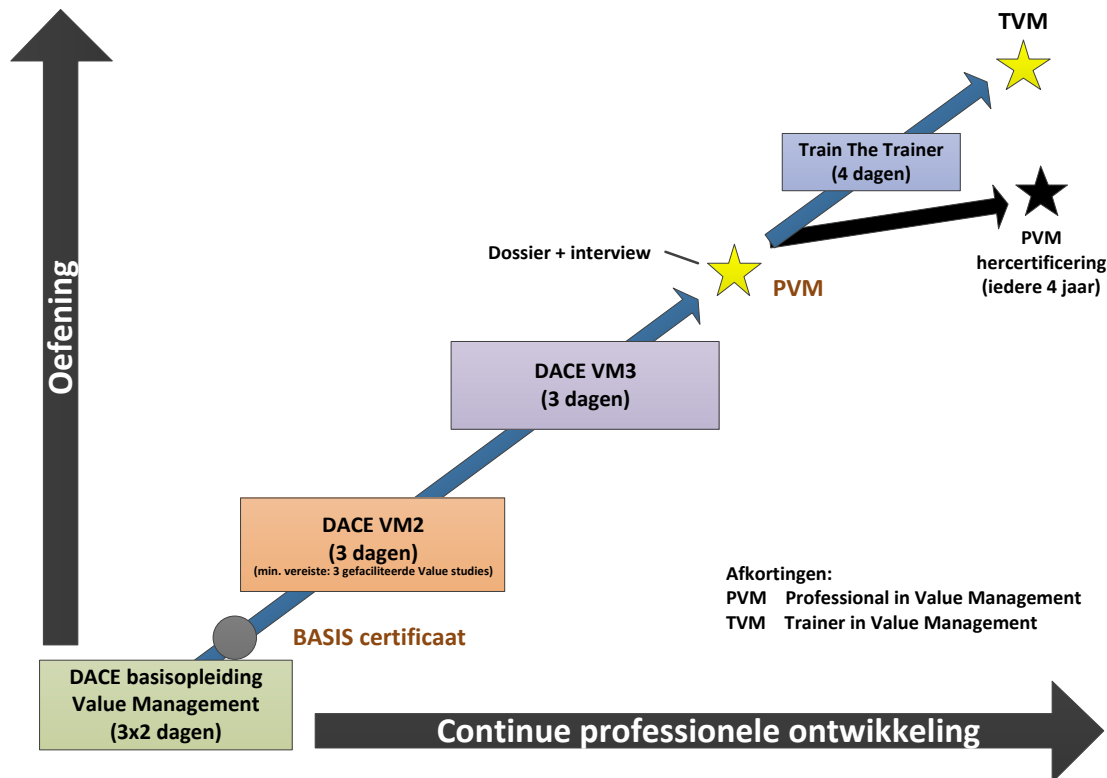 TVM
Train The Trainer
(4 dagen)
PVM
hercertificering
(iedere 4 jaar)
Dossier + interview
PVM
Oefening
DACE VM3
(3 dagen)
DACE VM2
(3 dagen)
(min. vereiste: 3 gefaciliteerde Value studies)
Afkortingen:
PVM Professional in Value Management
TVM Trainer in Value Management
BASIS certificaat
DACE basisopleiding
Value Management
(3x2 dagen)
Continue professionele ontwikkeling